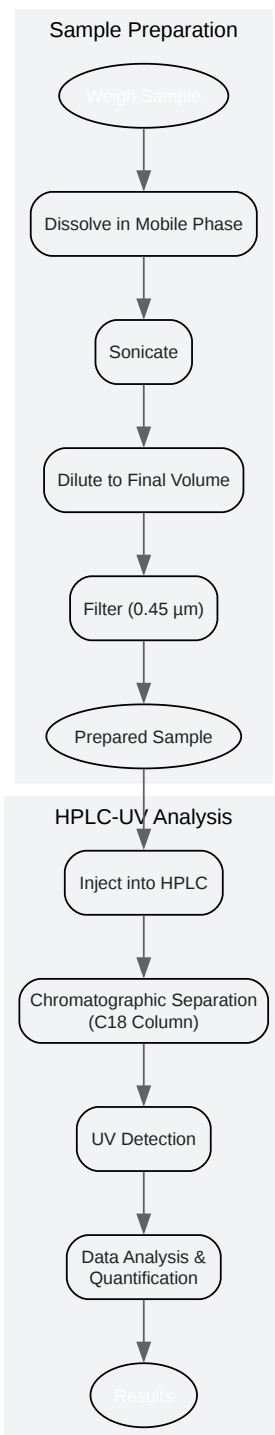 Sample Preparation
Weigh Sample
Dissolve in Mobile Phase
Sonicate
Dilute to Final Volume
Filter (0.45 µm)
Prepared Sample
HPLC-UV Analysis
Inject into HPLC
Chromatographic Separation
(C18 Column)
UV Detection
Data Analysis &
Quantification
Results